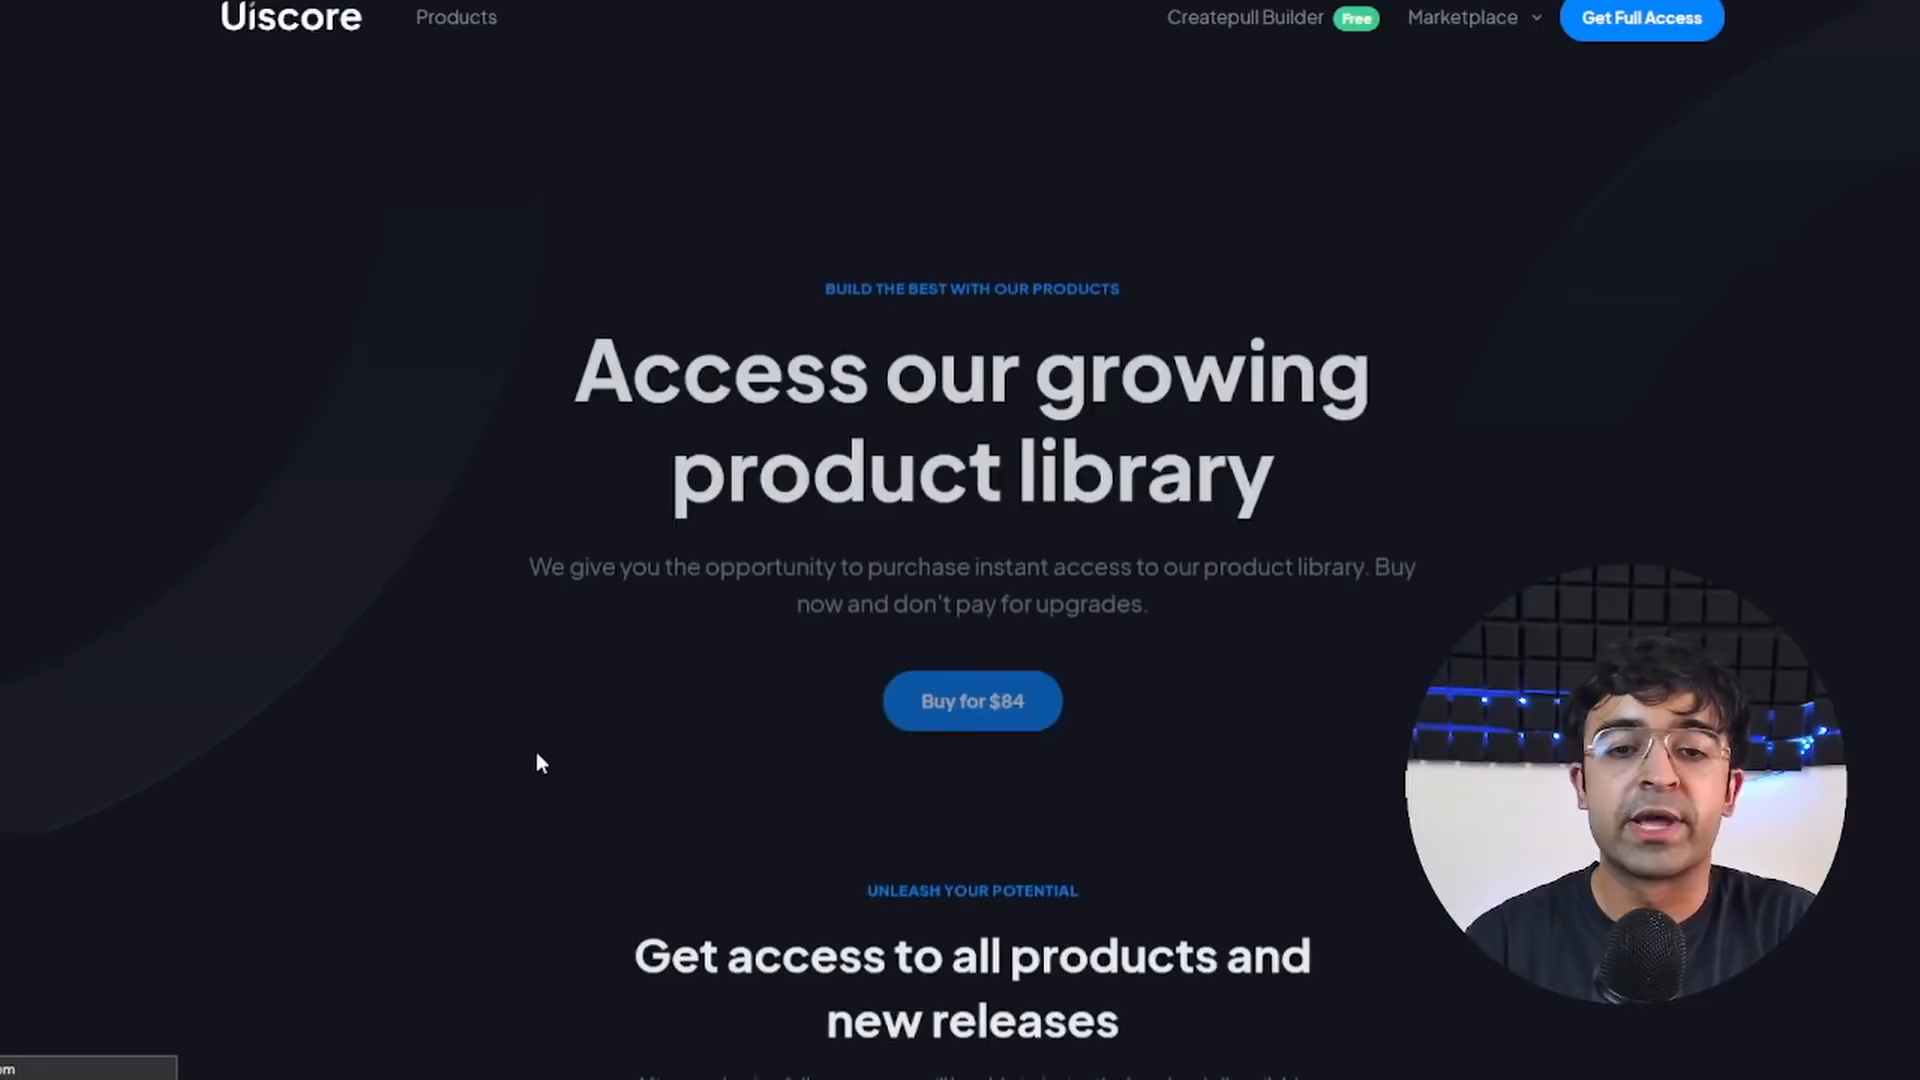 Uiscore
Products
Createpull Builder Free
Marketplace
Get Full Access
BUILD THE BEST WITH OUR PRODUCTS
Access our growing
product library
We give you the opportunity to purchase instant access to our product library. Buy
now and don't pay for upgrades.
Buy for $84
UNLEASH YOUR POTENTIAL
Get access to all products and
new releases